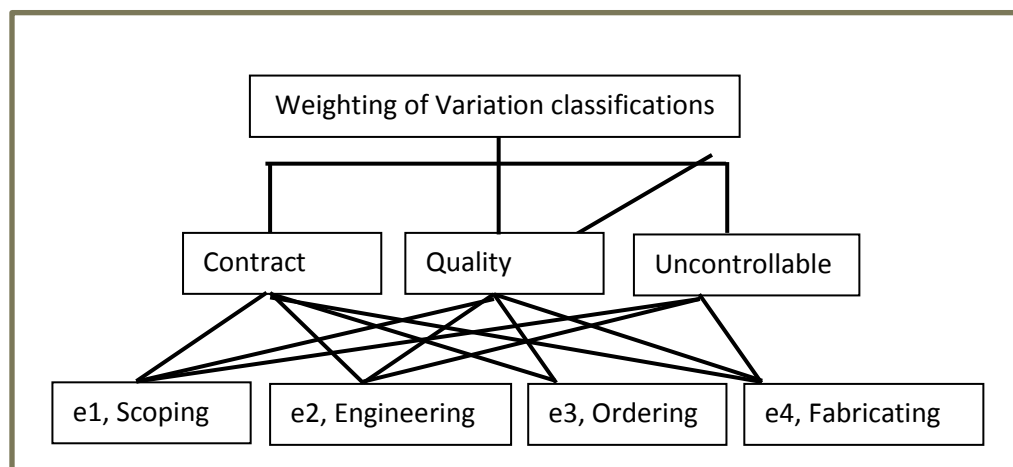 Weighting of Variation classifications
Contract
Quality
Uncontrollable
e1, Scoping
e2, Engineering
e3, Ordering
e4, Fabricating